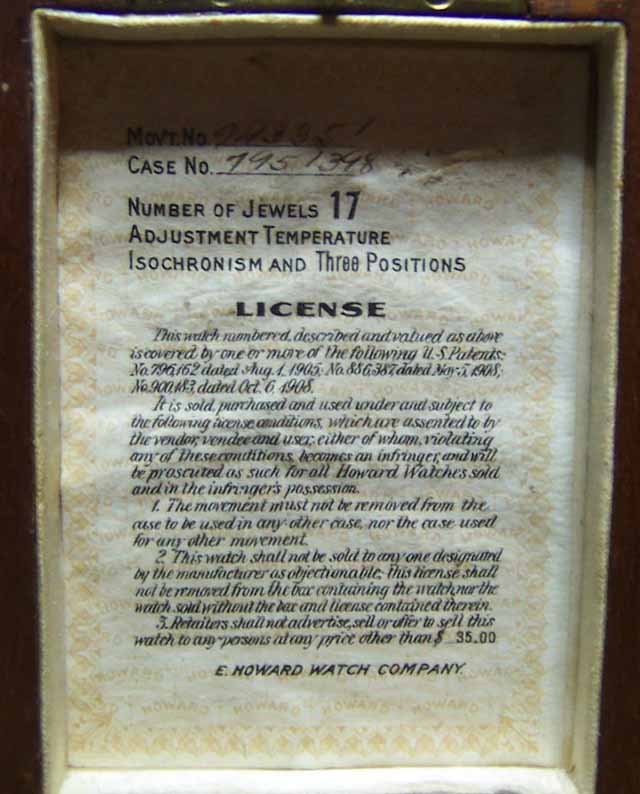 MOV'T. No. 943351
CASE No. 7951398
NUMBER OF JEWELS 17
ADJUSTMENT TEMPERATURE
ISOCHRONISM AND Three POSITIONS
LICENSE
This watch numbered, described and valued as above
is covered by one or more of the following U.S. Patents:
No. 796,162 dated Aug. 1, 1905; No. 886,387 dated May 5, 1908;
No. 900,183, dated Oct. 6, 1908.
It is sold, purchased and used under and subject to
the following license conditions, which are assented to by
the vendor, vendee and user; either of whom, violating
any of these conditions, becomes an infringer, and will
be proscuted as such for all Howard Watches sold
and in the infringer's possession.
1. The movement must not be removed from the
case to be used in any other case, nor the case used
for any other movement.
2. This watch shall not be sold to any one designated
by the manufacturer as objectionable; this license shall
not be removed from the box containing the watch, nor the
watch sold without the box and license contained therein.
3. Retailers shall not advertise, sell or offer to sell this
watch to any persons at any price other than $ 35.00
E. HOWARD WATCH COMPANY.